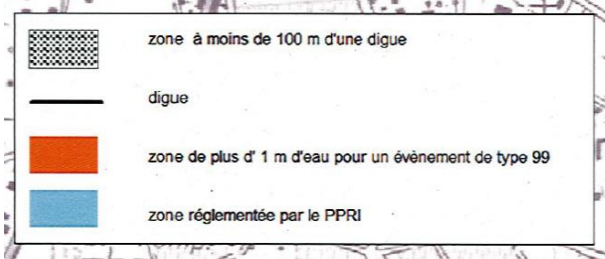 zone à moins de 100 m d'une digue
digue
zone de plus d' 1 m d'eau pour un évènement de type 99
zone réglementée par le PPRI